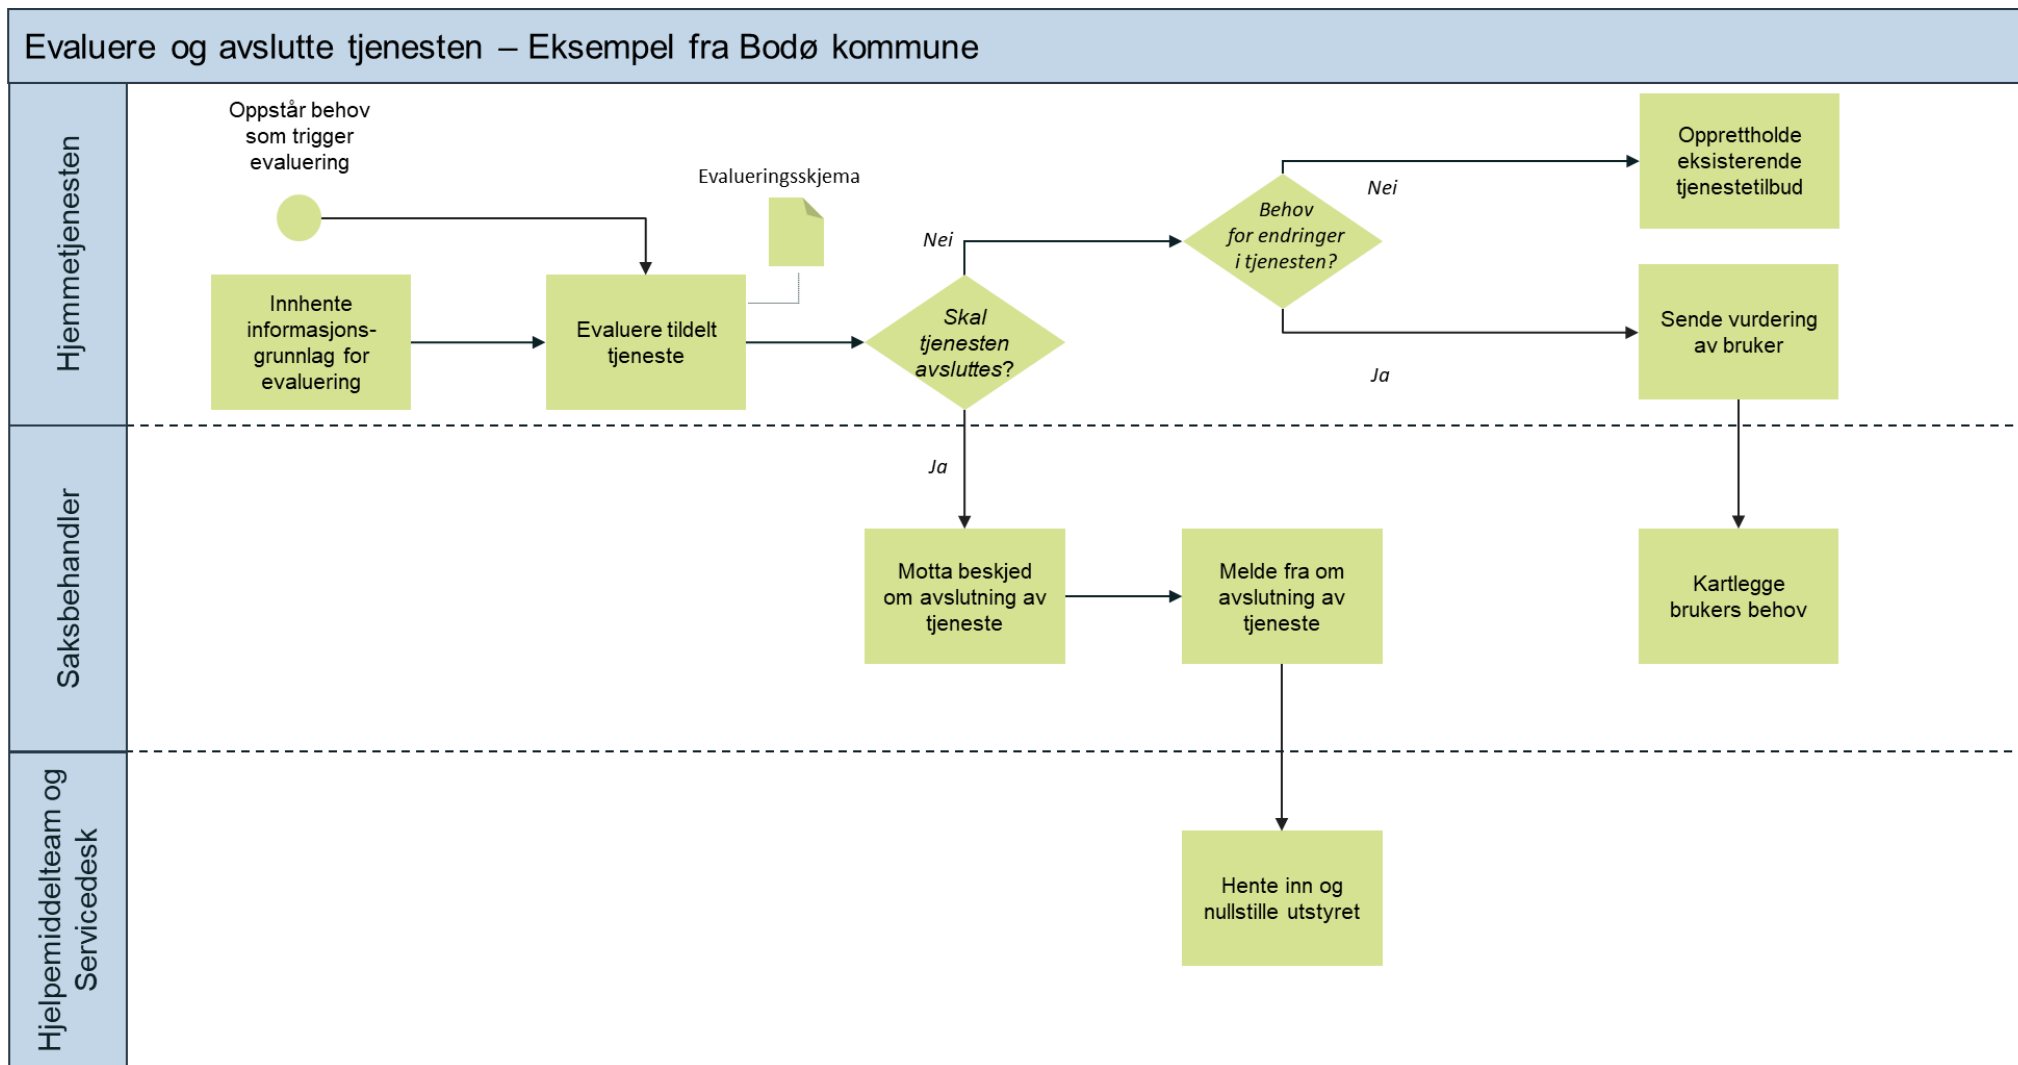 Evaluere og avslutte tjenesten – Eksempel fra Bodø kommune
Hjemmetjenesten
Oppstår behov
som trigger
evaluering
Innhente
informasjons-
grunnlag for
evaluering
Evaluere tildelt
tjeneste
Evalueringsskjema
Skal
tjenesten
avsluttes?
Nei
Behov
for endringer
i tjenesten?
Nei
Opprettholde
eksisterende
tjenestetilbud
Ja
Sende vurdering
av bruker
Saksbehandler
Ja
Motta beskjed
om avslutning av
tjeneste
Melde fra om
avslutning av
tjeneste
Kartlegge
brukers behov
Hjelpemiddelteam og
Servicedesk
Hente inn og
nullstille utstyret